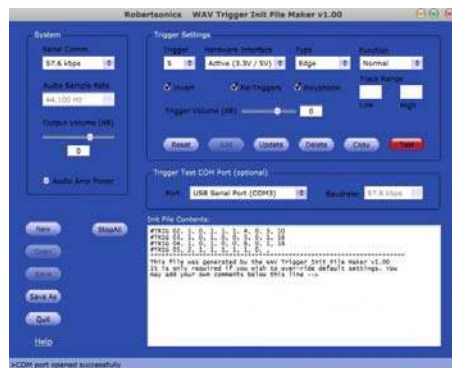 Robertsonics WAV Trigger Init File Maker v1.00
System
Serial Comm.
57.6 kbps
Audio Sample Rate
44,100 Hz
Output Volume (dB)
0
Audio Amp Power
Trigger Settings
Trigger
Hardware Interface
Type
Function
5
Active (3.3V / 5V)
Edge
Normal
Invert
Re-Triggers
Polyphonic
Track Range
Low
High
Trigger Volume (dB)
0
Reset
Add
Update
Delete
Copy
Test
Trigger Test COM Port (optional)
Port:
USB Serial Port (COM3)
Baudrate:
57.6 kbps
New
StopAll
Open
Save
Save As
Quit
Help
Init File Contents:
This file was generated by the WAV Trigger Init File Maker v1.00
It is only required if you wish to over-ride default settings. You
may add your own comments below this line -->
>COM port opened successfully